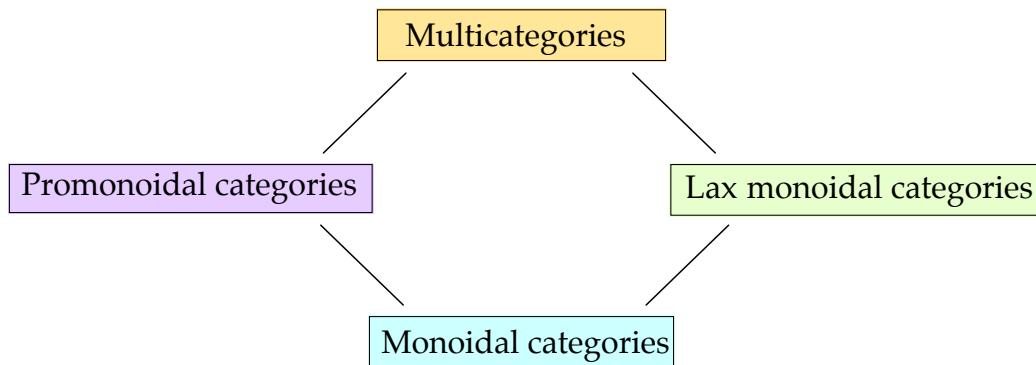 Multicategories
Promonoidal categories
Lax monoidal categories
Monoidal categories